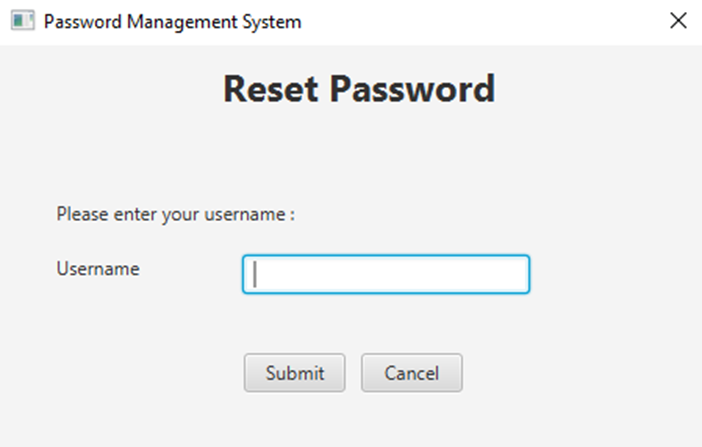 Password Management System
Reset Password
Please enter your username :
Username
Submit Cancel